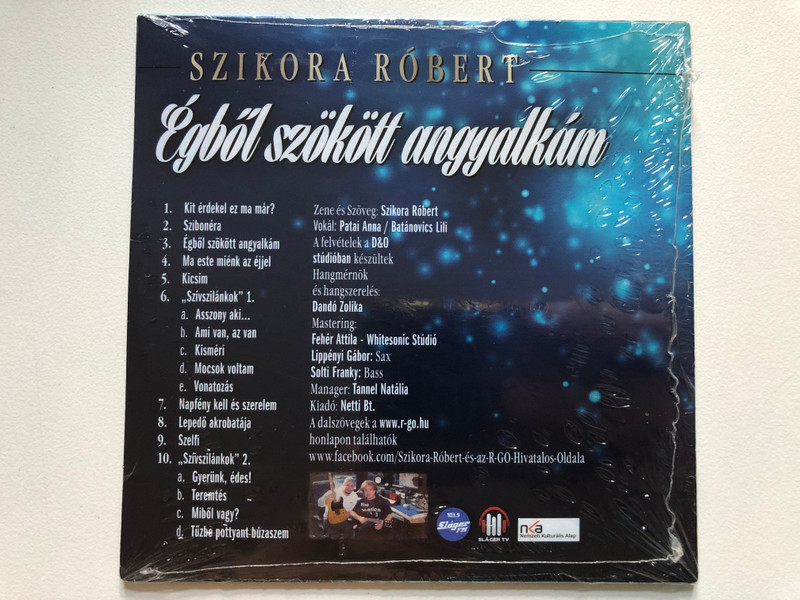 SZIKORA RÓBERT
Égből szökött angyalkám
1. Kit érdekel ez ma már?
2. Szibonéra
3. Égből szökött angyalkám
4. Ma este miénk az éjjel
5. Kicsim
6. „Szívszilánkok" 1.
a. Asszony aki...
b. Ami van, az van
c. Kisméri
d. Mocsok voltam
e. Vonatozás
7. Napfény kell és szerelem
8. Lepedő akrobatája
9. Szelfi
10. „Szívszilánkok" 2.
a. Gyerünk, édes!
b. Teremtés
c. Miből vagy?
d. Tűzbe pottyant búzaszem
Zene és Szöveg: Szikora Róbert
Vokál: Patai Anna / Batánovics Lili
A felvételek a D&O
stúdióban készültek
Hangmérnök
és hangszerelés:
Dandó Zolika
Mastering:
Fehér Attila - Whitesonic Stúdió
Lippényi Gábor: Sax
Solti Franky: Bass
Manager: Tannel Natália
Kiadó: Netti Bt.
A dalszövegek a www.r-go.hu
honlapon találhatók
www.facebook.com/Szikora-Róbert-és-az-R-GO-Hivatalos-Oldala
103.9
Sláger
FM
SLÁGER TV
nka
Nemzeti Kulturális Alap